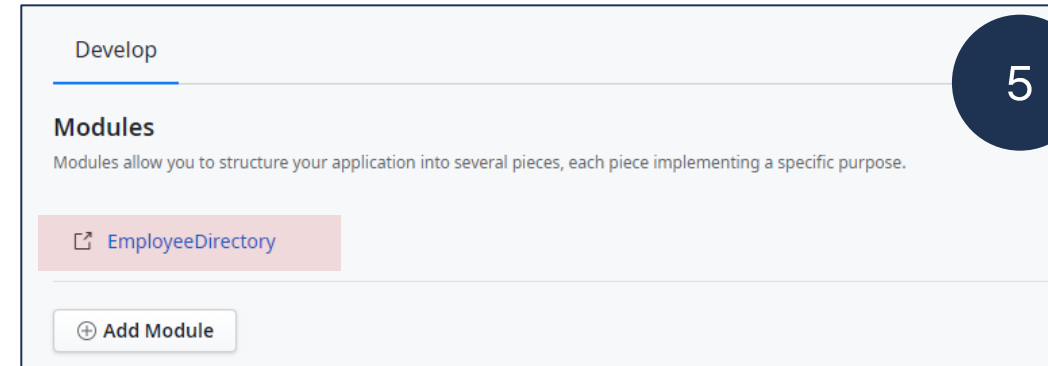 Develop
5
Modules
Modules allow you to structure your application into several pieces, each piece implementing a specific purpose.
EmployeeDirectory
Add Module